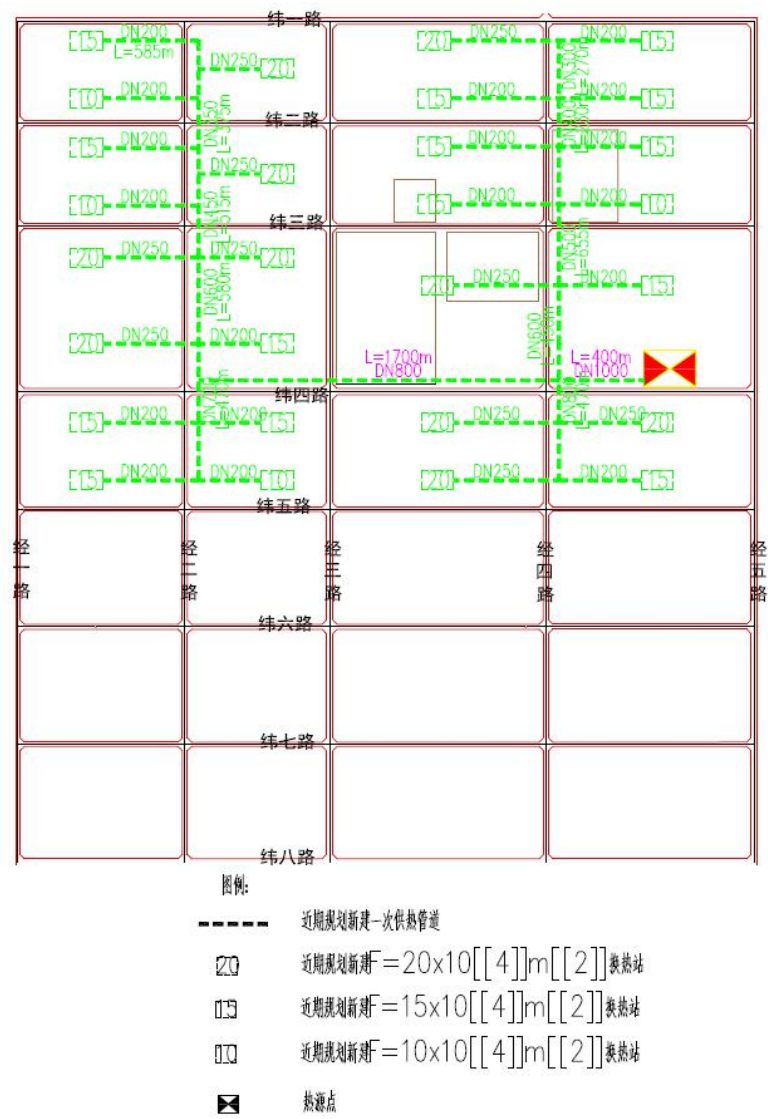 纬一路
DN200 DN250
15 20 15
L=585m
DN250
20
DN200 DN200 DN200
10 15 15
纬二路
DN200 DN200 DN200
15 15 15
DN250
20
DN200 DN200 DN200
10 15 10
DN450
L=515m
纬三路
DN250
20 20
DN500
L=655m
DN250 DN200
20 15
DN600
L=580m
DN600
DN250 DN200
20 15
L=1700m L=400m
DN800 DN1000
纬四路
DN200 DN200 DN250 DN250
15 15 20 20
DN200 DN200 DN250 DN200
15 10 20 15
纬五路
经一路
经二路
经三路
经四路
经五路
纬六路
纬七路
纬八路
图例:
近期规划新建一次供热管道
20 近期规划新建F=20x10[[4]]m[[2]]换热站
15 近期规划新建F=15x10[[4]]m[[2]]换热站
10 近期规划新建F=10x10[[4]]m[[2]]换热站
热源点